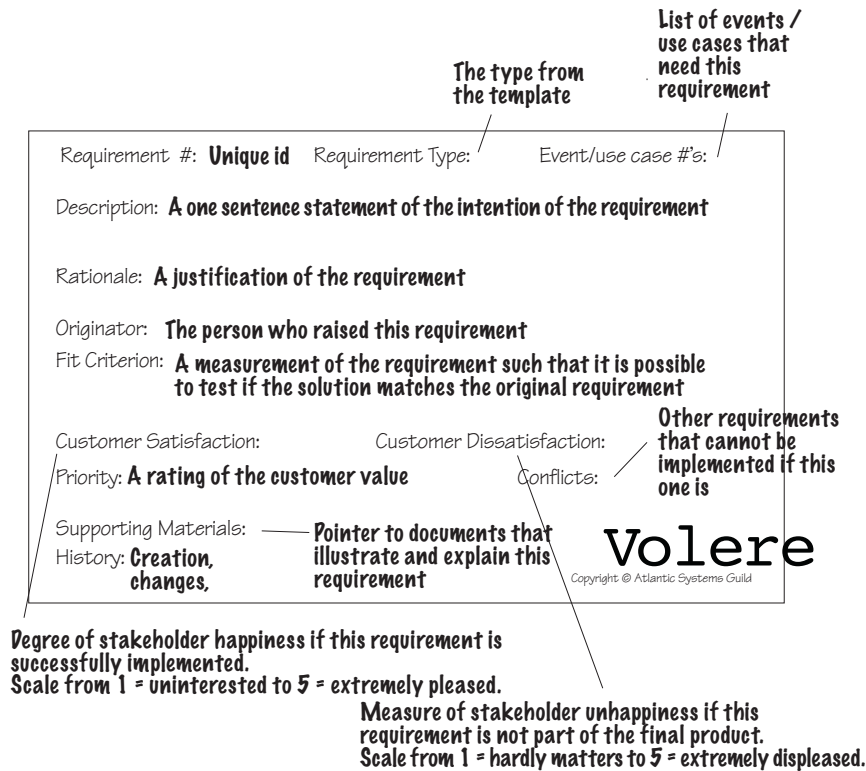 List of events /
use cases that
need this
requirement
The type from
the template
Requirement #: Unique id Requirement Type: Event/use case #'s:
Description: A one sentence statement of the intention of the requirement
Rationale: A justification of the requirement
Originator: The person who raised this requirement
Fit Criterion: A measurement of the requirement such that it is possible
to test if the solution matches the original requirement
Other requirements
that cannot be
implemented if this
one is
Customer Satisfaction: Customer Dissatisfaction:
Priority: A rating of the customer value Conflicts:
Supporting Materials: Pointer to documents that
illustrate and explain this
requirement
History: Creation,
changes,
Volere
Copyright © Atlantic Systems Guild
Degree of stakeholder happiness if this requirement is
successfully implemented.
Scale from 1 = uninterested to 5 = extremely pleased.
Measure of stakeholder unhappiness if this
requirement is not part of the final product.
Scale from 1 = hardly matters to 5 = extremely displeased.